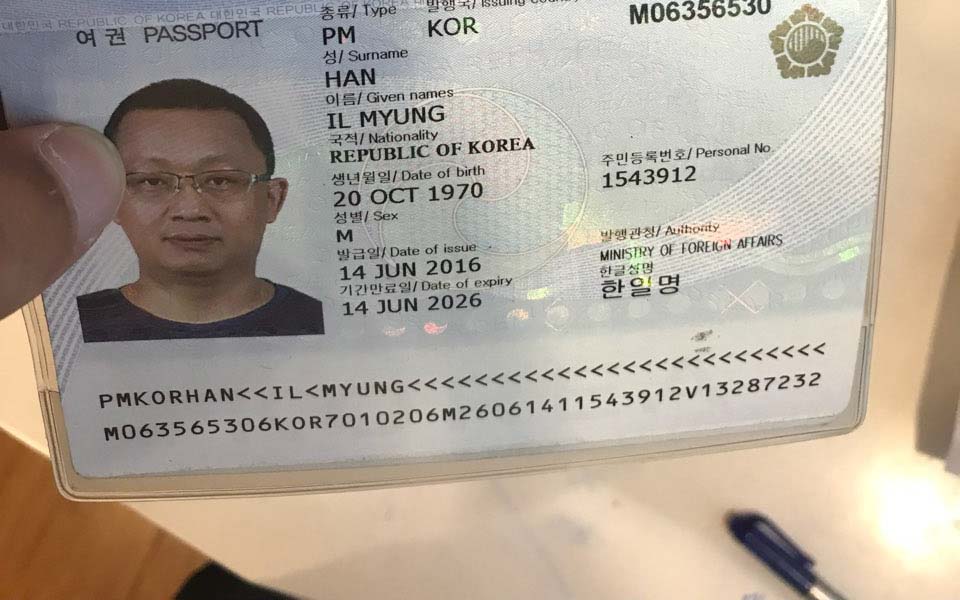 REPUBLIC OF KOREA 대한민국 REPUBLIC
여권 PASSPORT
종류/ Type
발행국/ Issuing country
M06356530
PM
KOR
성/ Surname
HAN
이름/ Given names
IL MYUNG
국적/ Nationality
REPUBLIC OF KOREA
주민등록번호/ Personal No.
생년월일/ Date of birth
20 OCT 1970
1543912
성별/ Sex
M
발행관청/ Authority
발급일/ Date of issue
MINISTRY OF FOREIGN AFFAIRS
14 JUN 2016
한글성명
기간만료일/ Date of expiry
한일명
14 JUN 2026
PMKORHAN<<IL<MYUNG<<<<<<<<<<<<<<<<<<<<<<<<<<
M063565306KOR7010206M26061411543912V13287232